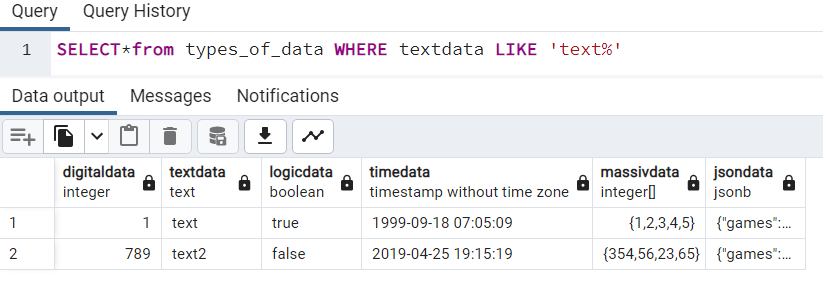 Query Query History
1 SELECT*from types_of_data WHERE textdata LIKE 'text%'
Data output Messages Notifications
digitaldata textdata logicdata timedata massivdata jsondata
integer text boolean timestamp without time zone integer[] jsonb
1 1 text true 1999-09-18 07:05:09 {1,2,3,4,5} {"games":...
2 789 text2 false 2019-04-25 19:15:19 {354,56,23,65} {"games":...